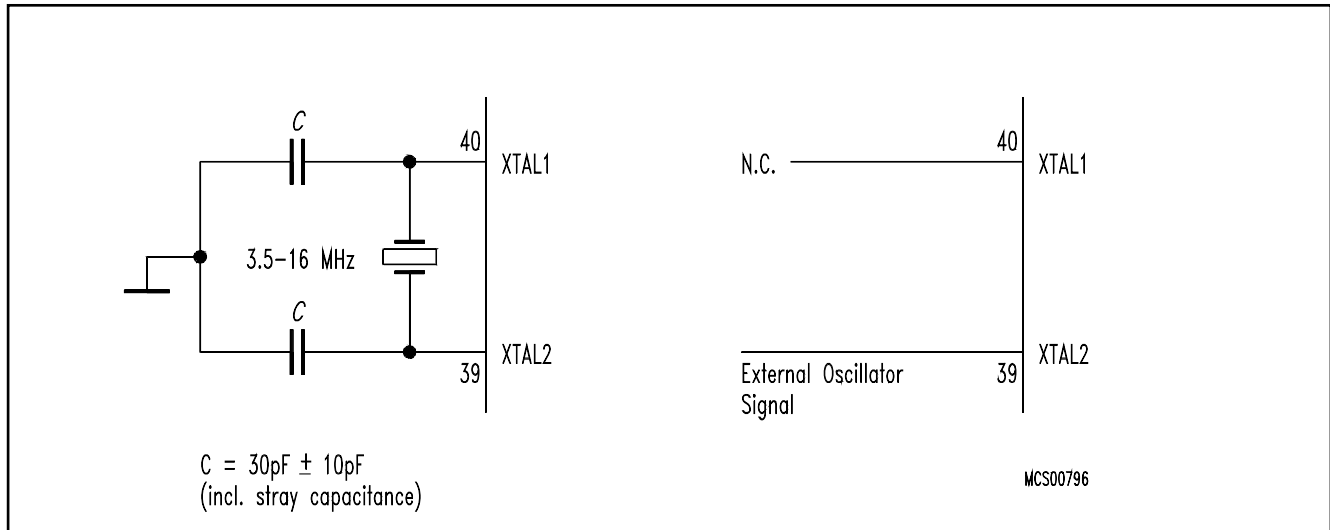 C
40
XTAL1
3.5–16 MHz
C
39
XTAL2
C = 30pF ± 10pF
(incl. stray capacitance)
N.C.
40
XTAL1
External Oscillator
Signal
39
XTAL2
MCS00796